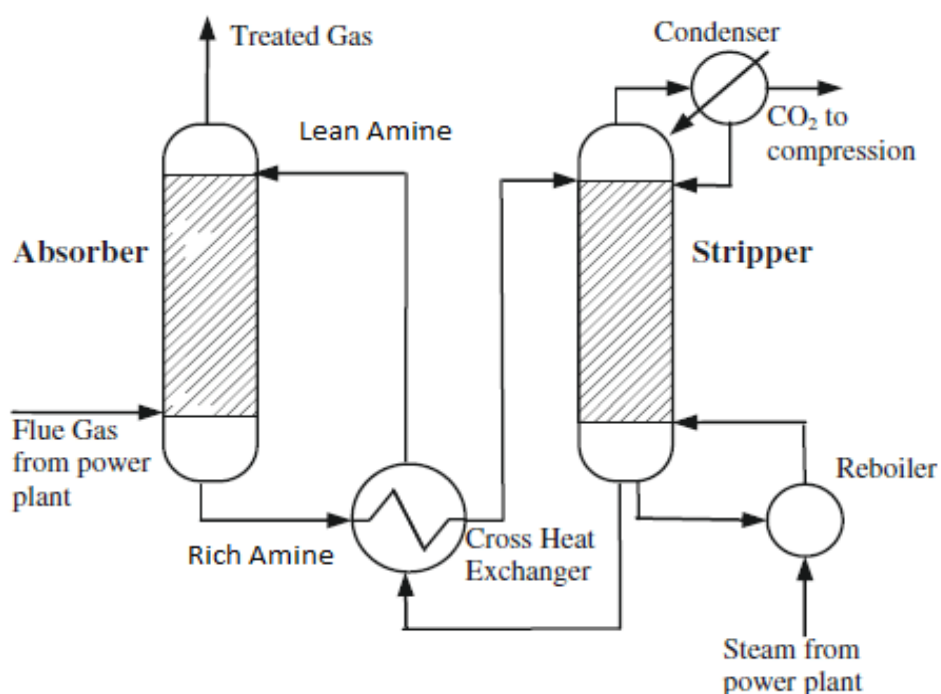 Treated Gas
Condenser
Lean Amine
CO₂ to
compression
Absorber
Stripper
Flue Gas
from power
plant
Reboiler
Rich Amine
Cross Heat
Exchanger
Steam from
power plant